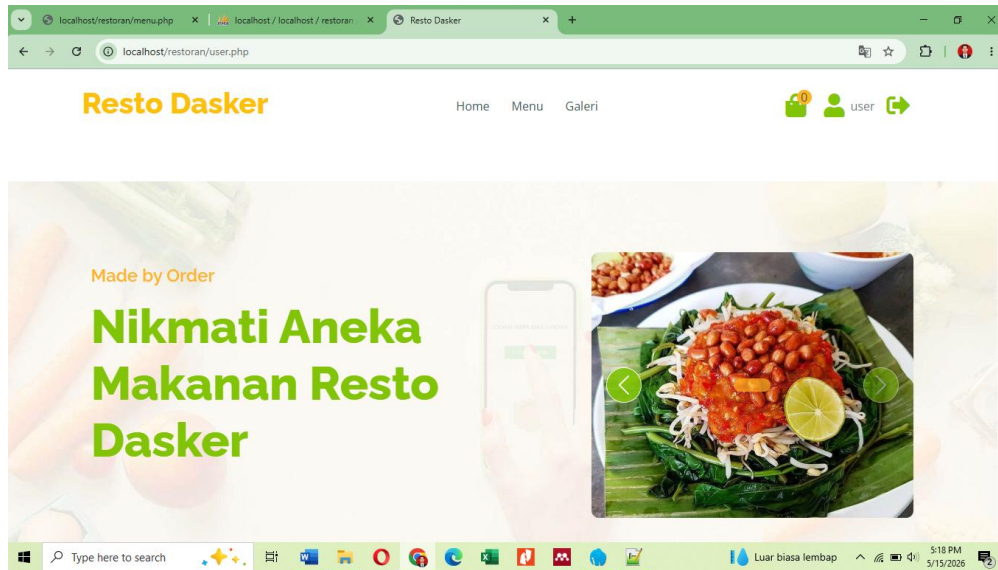 localhost/restoran/menu.php
localhost / localhost / restoran
Resto Dasker
localhost/restoran/user.php
Resto Dasker
Home Menu Galeri
0
user
Made by Order
Nikmati Aneka
Makanan Resto
Dasker
Type here to search
Luar biasa lembap
5:18 PM
5/15/2026
2